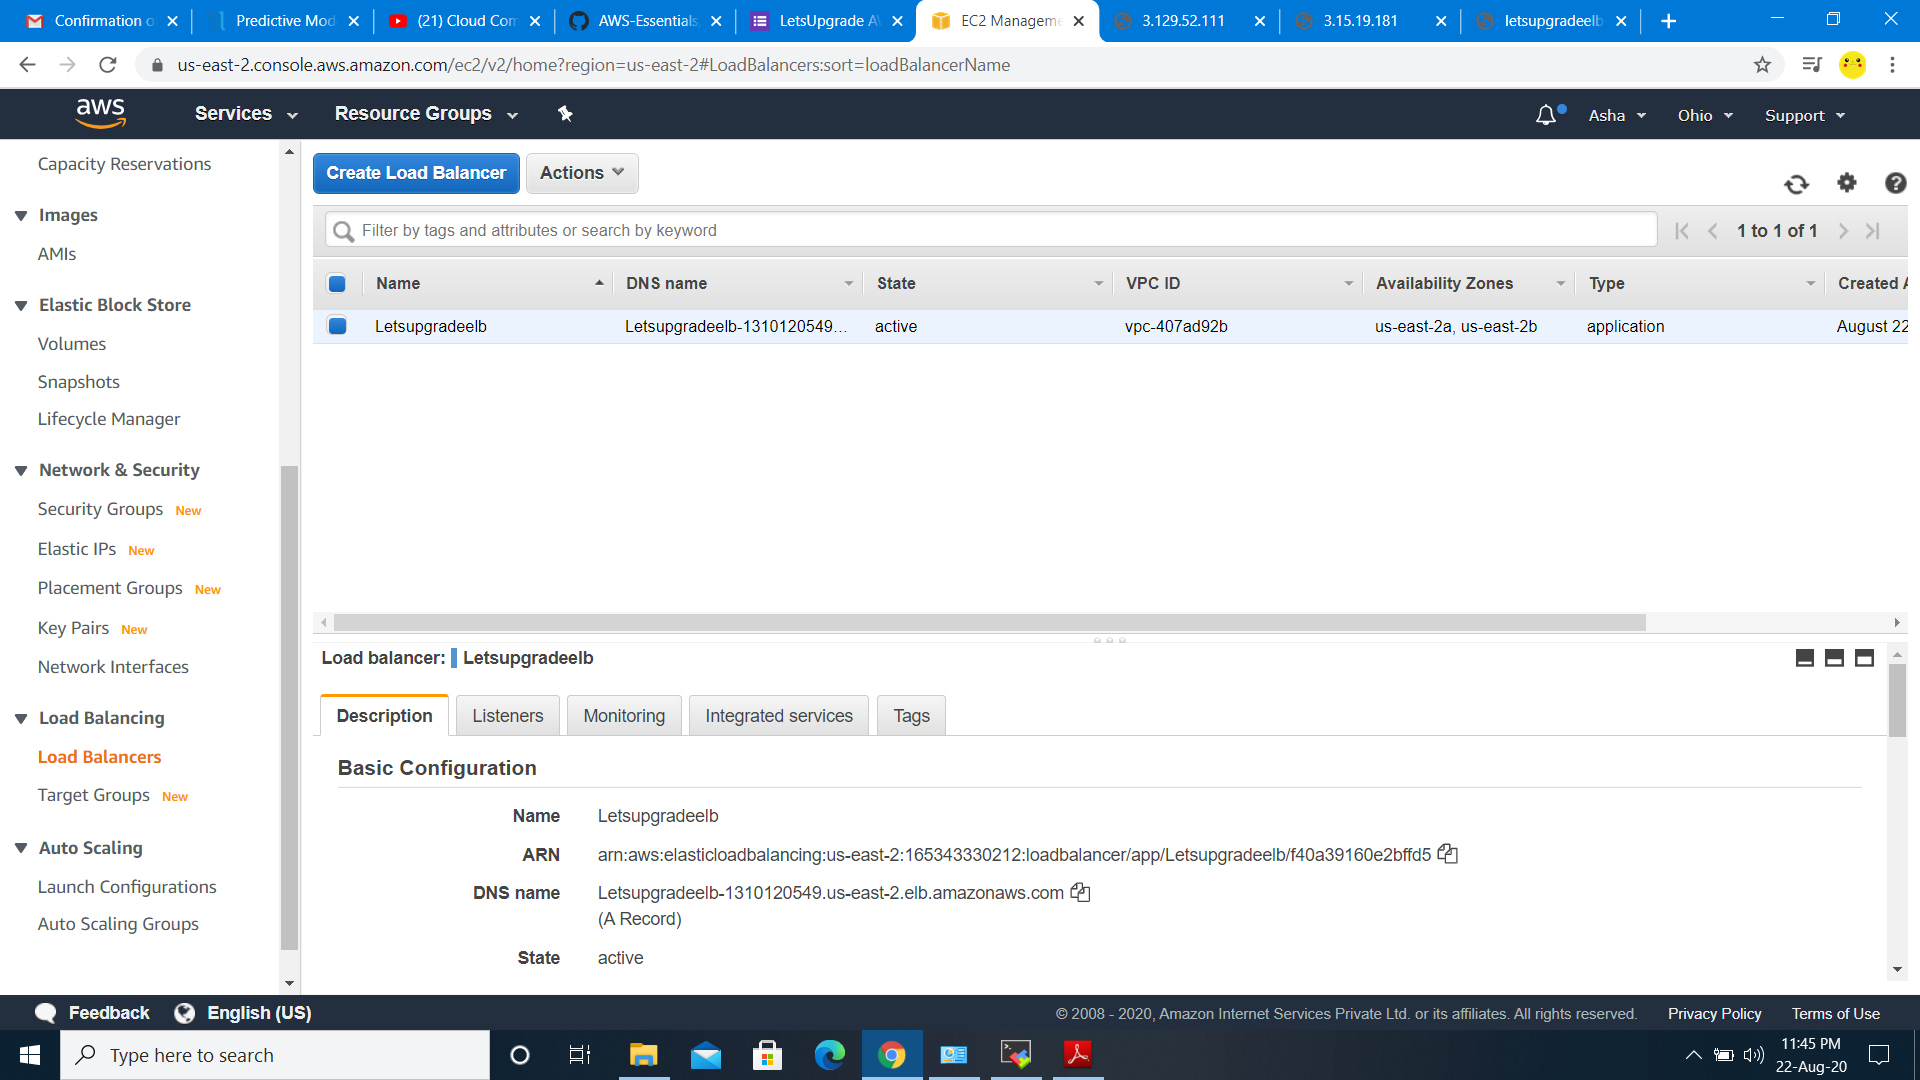 Confirmation o
Predictive Mod
(21) Cloud Com
AWS-Essentials
LetsUpgrade AW
EC2 Manageme
3.129.52.111
3.15.19.181
letsupgradeelb
us-east-2.console.aws.amazon.com/ec2/v2/home?region=us-east-2#LoadBalancers:sort=loadBalancerName
aws
Services
Resource Groups
Asha
Ohio
Support
Capacity Reservations
Images
AMIs
Elastic Block Store
Volumes
Snapshots
Lifecycle Manager
Network & Security
Security Groups New
Elastic IPs New
Placement Groups New
Key Pairs New
Network Interfaces
Load Balancing
Load Balancers
Target Groups New
Auto Scaling
Launch Configurations
Auto Scaling Groups
Create Load Balancer
Actions
Filter by tags and attributes or search by keyword
1 to 1 of 1
Name DNS name State VPC ID Availability Zones Type Created A
Letsupgradeelb Letsupgradeelb-1310120549... active vpc-407ad92b us-east-2a, us-east-2b application August 22
Load balancer: Letsupgradeelb
Description Listeners Monitoring Integrated services Tags
Basic Configuration
Name Letsupgradeelb
ARN arn:aws:elasticloadbalancing:us-east-2:165343330212:loadbalancer/app/Letsupgradeelb/f40a39160e2bffd5
DNS name Letsupgradeelb-1310120549.us-east-2.elb.amazonaws.com
(A Record)
State active
Feedback
English (US)
© 2008 - 2020, Amazon Internet Services Private Ltd. or its affiliates. All rights reserved.
Privacy Policy
Terms of Use
Type here to search
11:45 PM
22-Aug-20